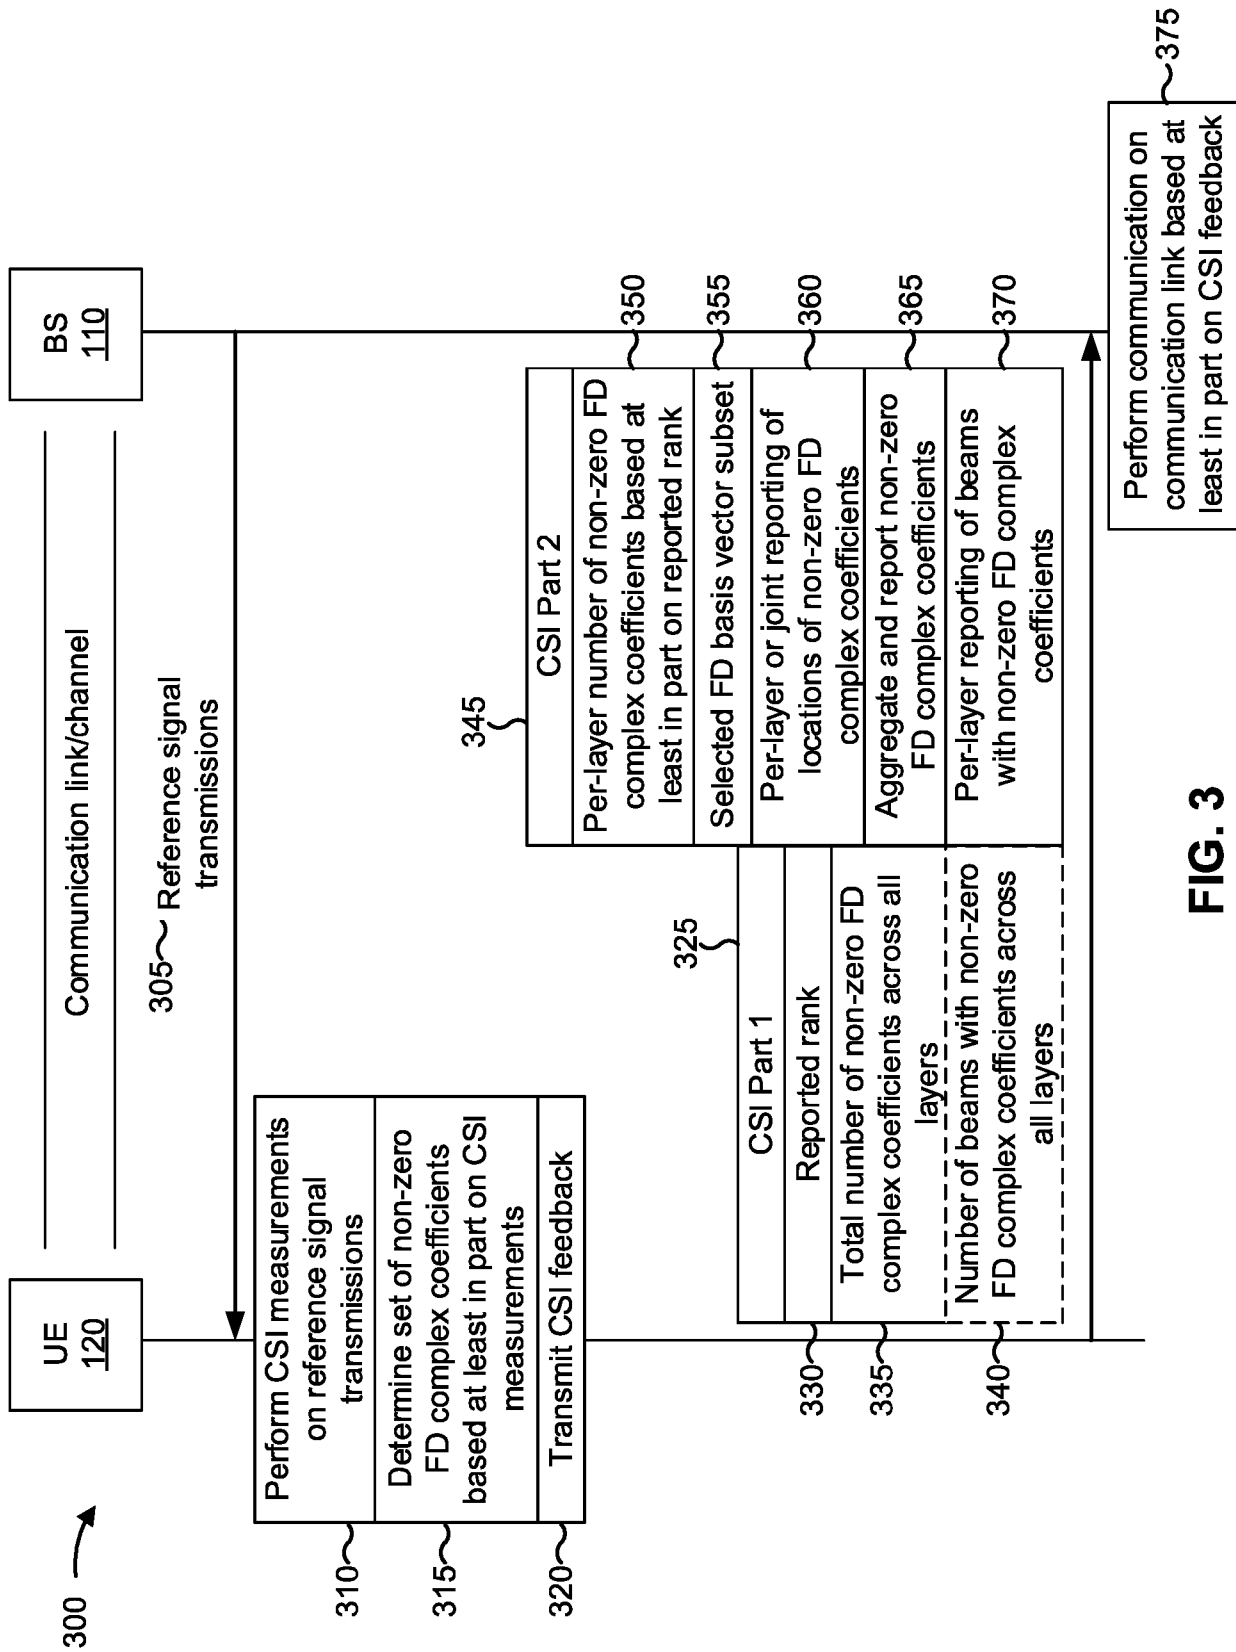 300
UE
120
BS
110
Communication link/channel
305
Reference signal
transmissions
310
Perform CSI measurements
on reference signal
transmissions
315
Determine set of non-zero
FD complex coefficients
based at least in part on CSI
measurements
320
Transmit CSI feedback
325
CSI Part 1
330
Reported rank
335
Total number of non-zero FD
complex coefficients across all
layers
340
Number of beams with non-zero
FD complex coefficients across
all layers
345
CSI Part 2
Per-layer number of non-zero FD
complex coefficients based at
least in part on reported rank
350
Selected FD basis vector subset
355
Per-layer or joint reporting of
locations of non-zero FD
complex coefficients
360
Aggregate and report non-zero
FD complex coefficients
365
Per-layer reporting of beams
with non-zero FD complex
coefficients
370
Perform communication on
communication link based at
least in part on CSI feedback
375
FIG. 3